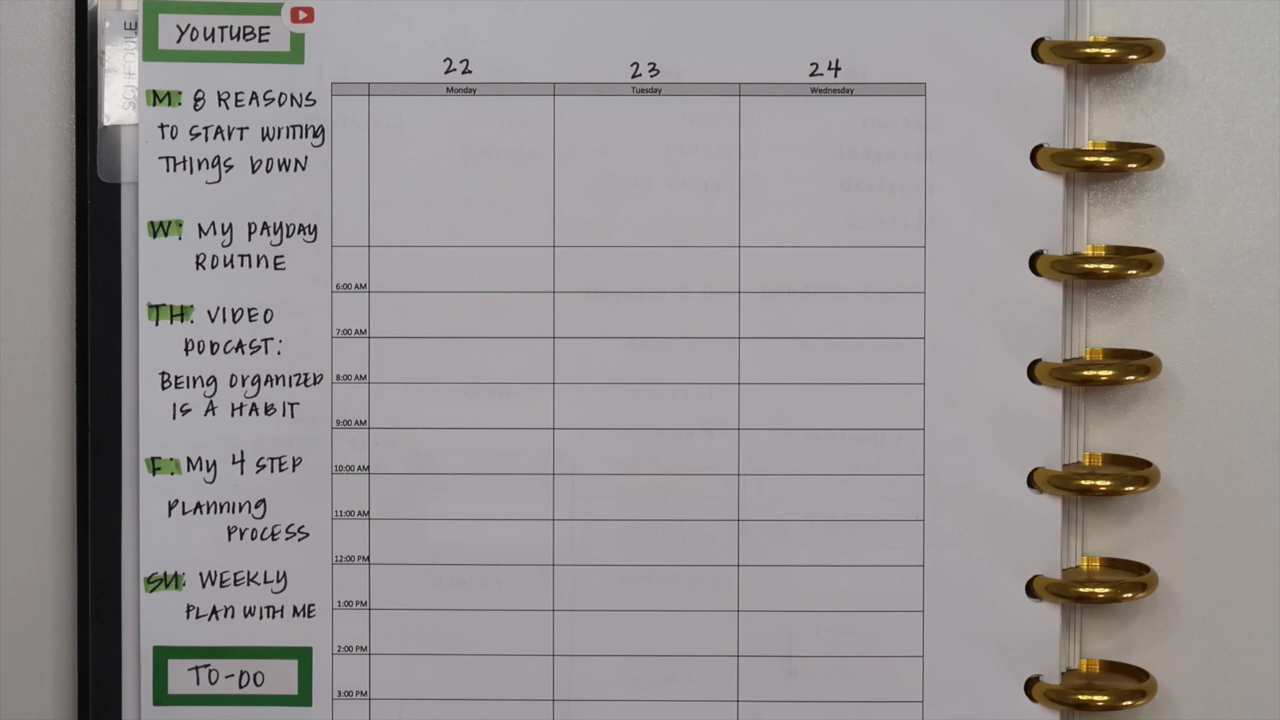 SCHEDULE
YOUTUBE
M: 8 REASONS
TO START WRITING
THINGS DOWN
W: MY PAYDAY
ROUTINE
TH: VIDEO
PODCAST:
BEING ORGANIZED
IS A HABIT
F: MY 4 STEP
PLANNING
PROCESS
SU: WEEKLY
PLAN WITH ME
TO-DO
22 23 24
Monday Tuesday Wednesday
6:00 AM
7:00 AM
8:00 AM
9:00 AM
10:00 AM
11:00 AM
12:00 PM
1:00 PM
2:00 PM
3:00 PM